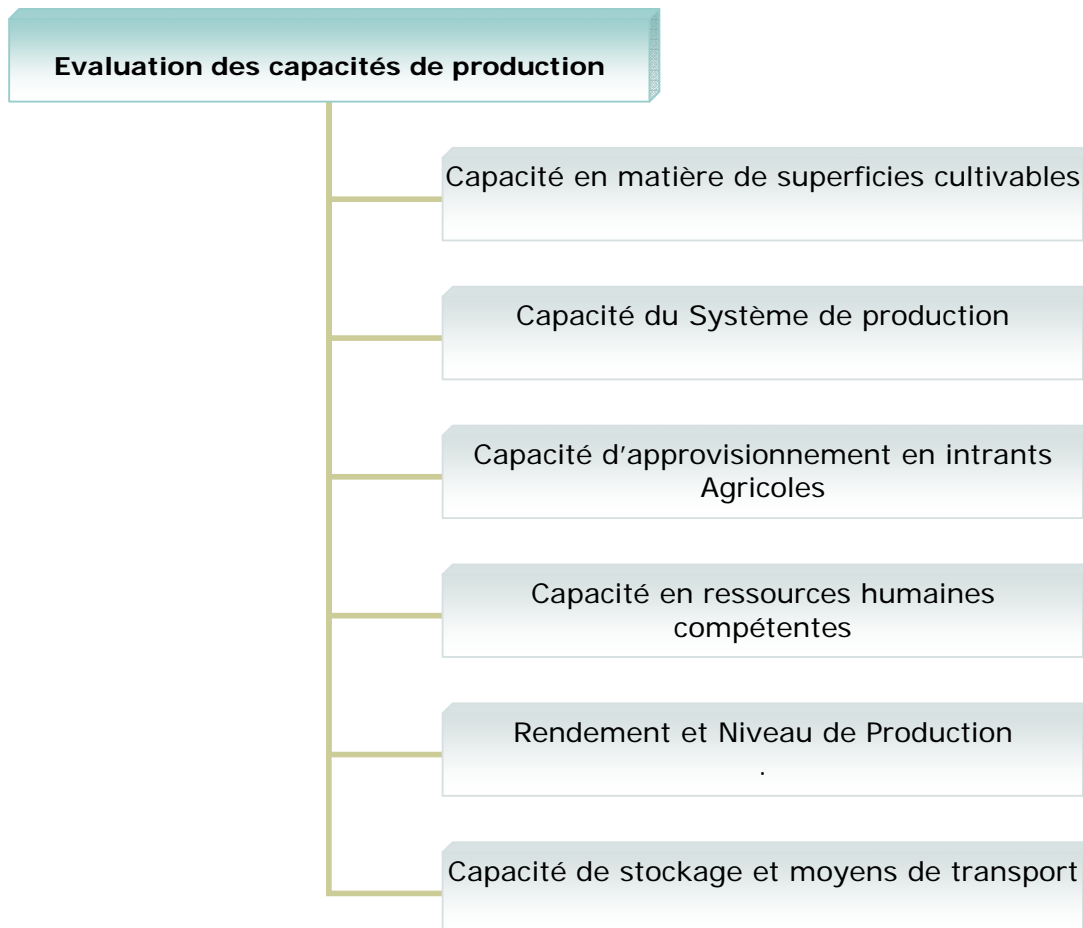 Evaluation des capacités de production
Capacité en matière de superficies cultivables
Capacité du Système de production
Capacité d’approvisionnement en intrants
Agricoles
Capacité en ressources humaines
compétentes
Rendement et Niveau de Production
.
Capacité de stockage et moyens de transport